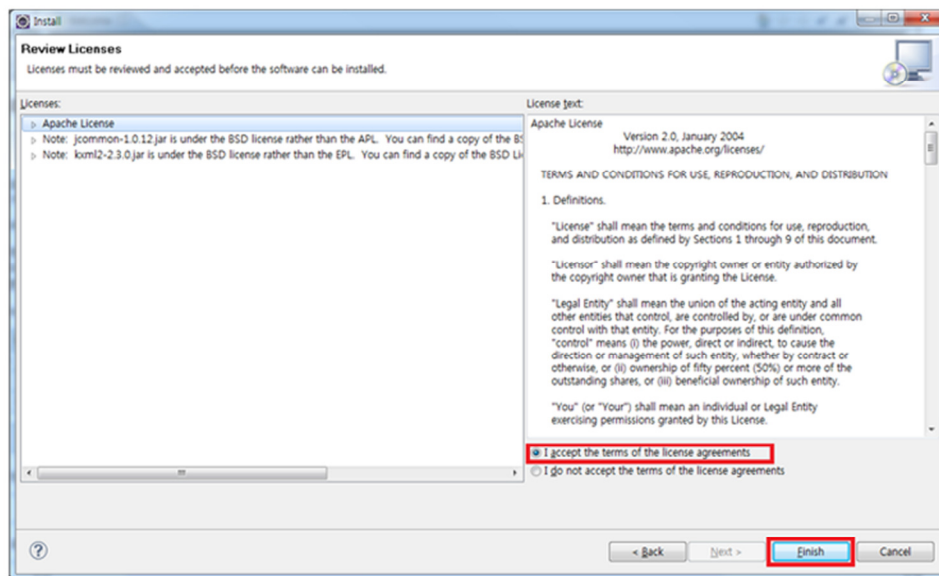 Install
Review Licenses
Licenses must be reviewed and accepted before the software can be installed.
Licenses:
Apache License
Note: jcommon-1.0.12.jar is under the BSD license rather than the APL. You can find a copy of the BS
Note: kxml2-2.3.0.jar is under the BSD license rather than the EPL. You can find a copy of the BSD Li
License text:
Apache License
Version 2.0, January 2004
http://www.apache.org/licenses/
TERMS AND CONDITIONS FOR USE, REPRODUCTION, AND DISTRIBUTION
1. Definitions.
"License" shall mean the terms and conditions for use, reproduction,
and distribution as defined by Sections 1 through 9 of this document.
"Licensor" shall mean the copyright owner or entity authorized by
the copyright owner that is granting the License.
"Legal Entity" shall mean the union of the acting entity and all
other entities that control, are controlled by, or are under common
control with that entity. For the purposes of this definition,
"control" means (i) the power, direct or indirect, to cause the
direction or management of such entity, whether by contract or
otherwise, or (ii) ownership of fifty percent (50%) or more of the
outstanding shares, or (iii) beneficial ownership of such entity.
"You" (or "Your") shall mean an individual or Legal Entity
exercising permissions granted by this License.
I accept the terms of the license agreements
I do not accept the terms of the license agreements
?
< Back
Next >
Finish
Cancel